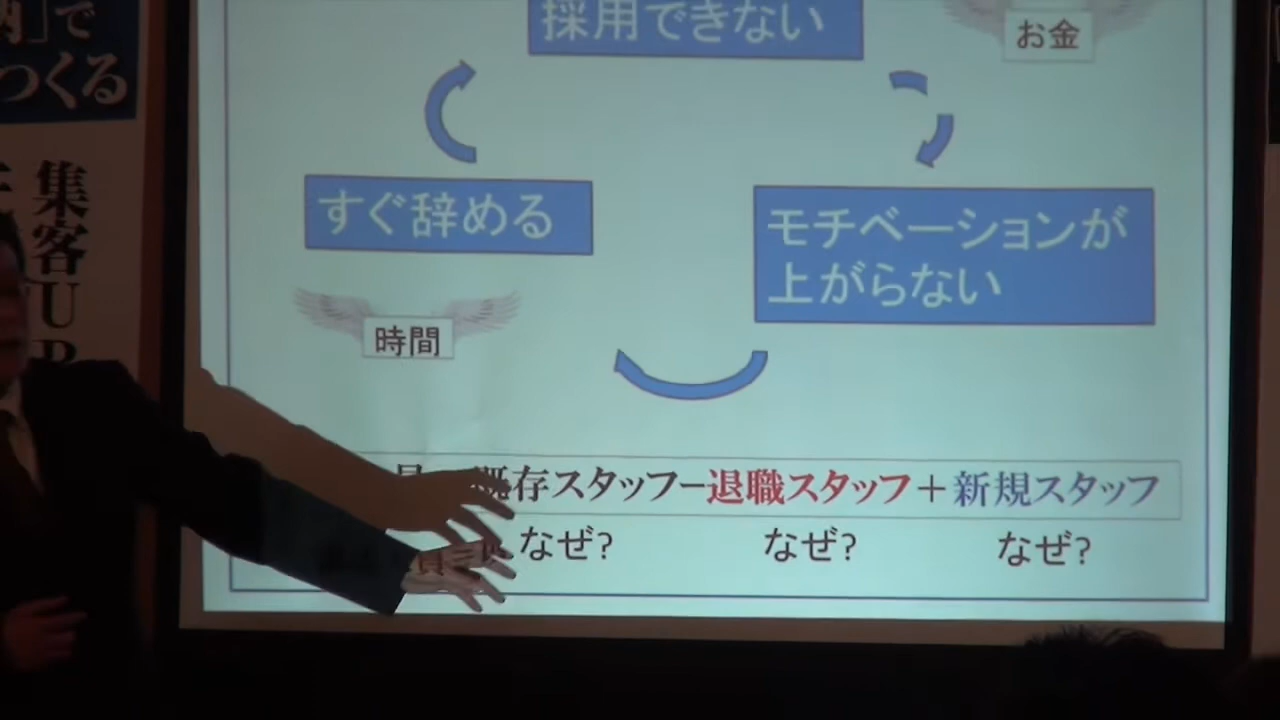 」で
つくる
集客U
採用できない
お金
すぐ辞める
モチベーションが
上がらない
時間
既存スタッフー退職スタッフ+新規スタッフ
なぜ?
なぜ?
なぜ?